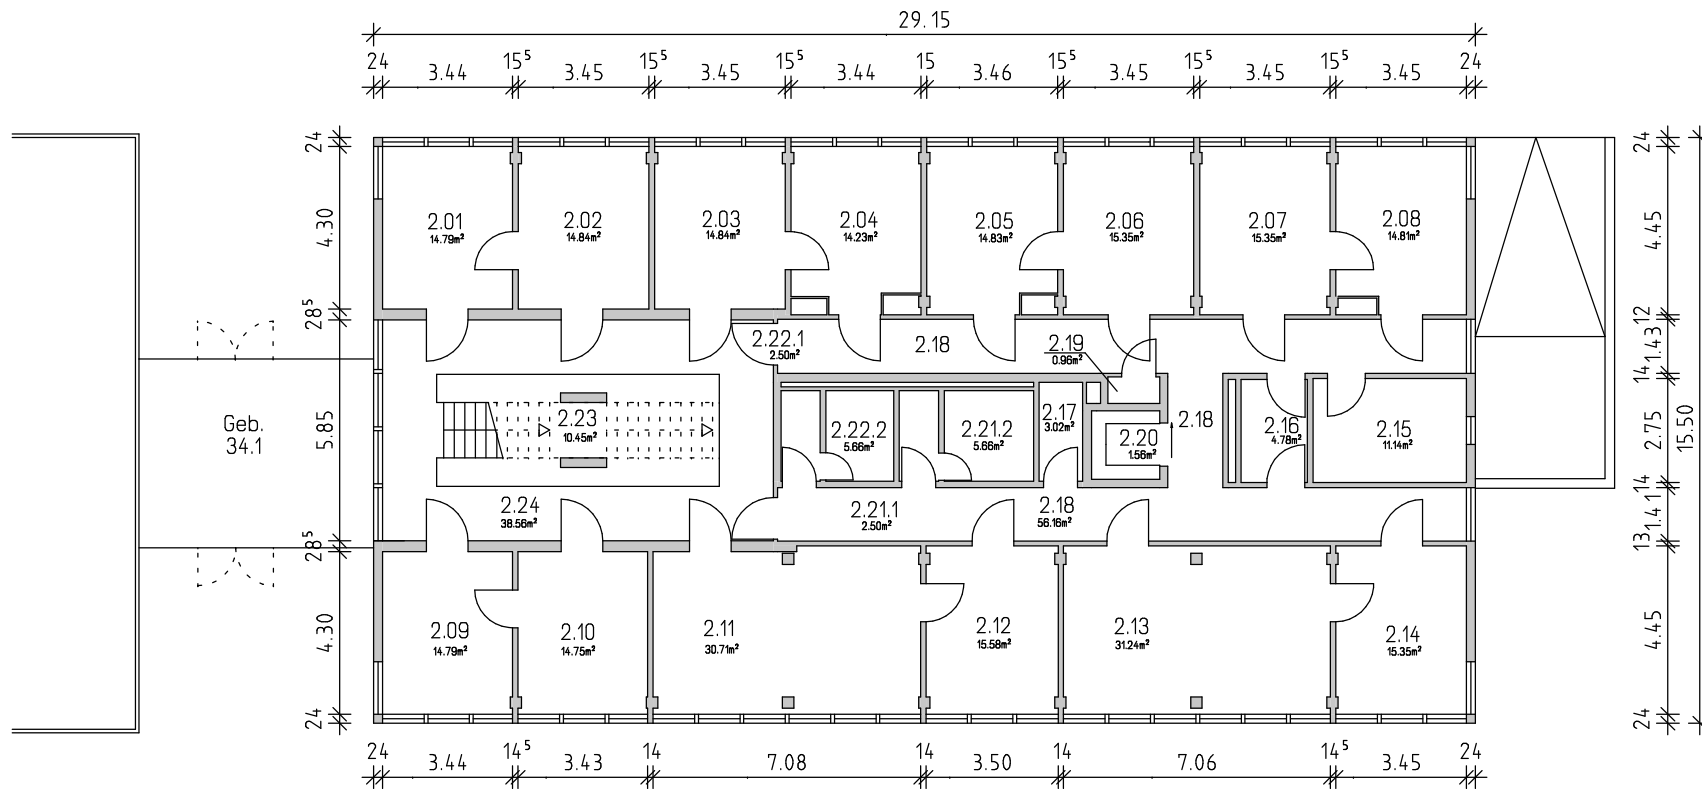 29.15
24 3.44 15⁵ 3.45 15⁵ 3.45 15⁵ 3.44 15 3.46 15⁵ 3.45 15⁵ 3.45 15⁵ 3.45 24
24
4.30
28⁵
5.85
28⁵
4.30
24
2.01
14.79m²
2.02
14.84m²
2.03
14.84m²
2.04
14.23m²
2.05
14.83m²
2.06
15.35m²
2.07
15.35m²
2.08
14.81m²
24
4.45
12
1.43
14
2.75
14
1.41
13
4.45
24
15.50
2.22.1
2.50m²
2.18
2.19
0.96m²
Geb.
34.1
2.23
10.45m²
2.22.2
5.66m²
2.21.2
5.66m²
2.17
3.02m²
2.20
1.56m²
2.18
2.16
4.78m²
2.15
11.14m²
2.24
38.56m²
2.21.1
2.50m²
2.18
56.16m²
2.09
14.79m²
2.10
14.75m²
2.11
30.71m²
2.12
15.58m²
2.13
31.24m²
2.14
15.35m²
24 3.44 14⁵ 3.43 14 7.08 14 3.50 14 7.06 14⁵ 3.45 24